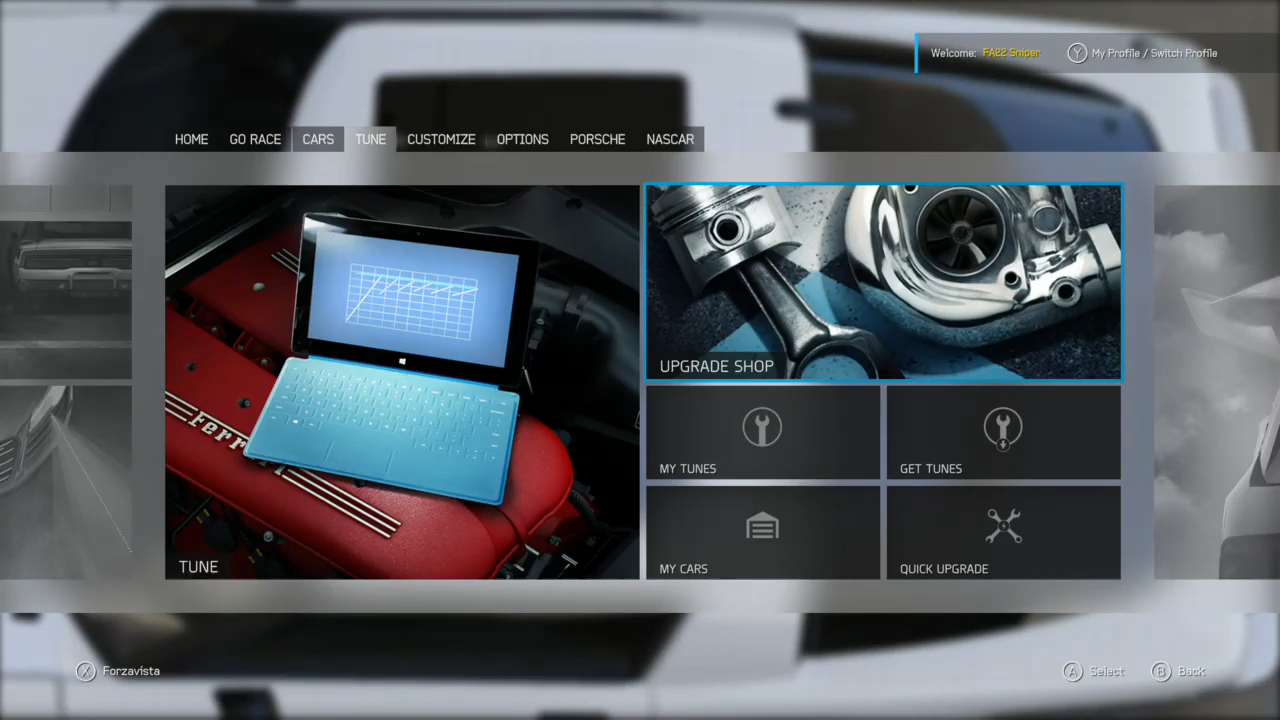 Welcome: FA22 Sniper
Y My Profile / Switch Profile
HOME GO RACE CARS TUNE CUSTOMIZE OPTIONS PORSCHE NASCAR
Ferr
TUNE
UPGRADE SHOP
MY TUNES
GET TUNES
MY CARS
QUICK UPGRADE
X Forzavista
A Select
B Back